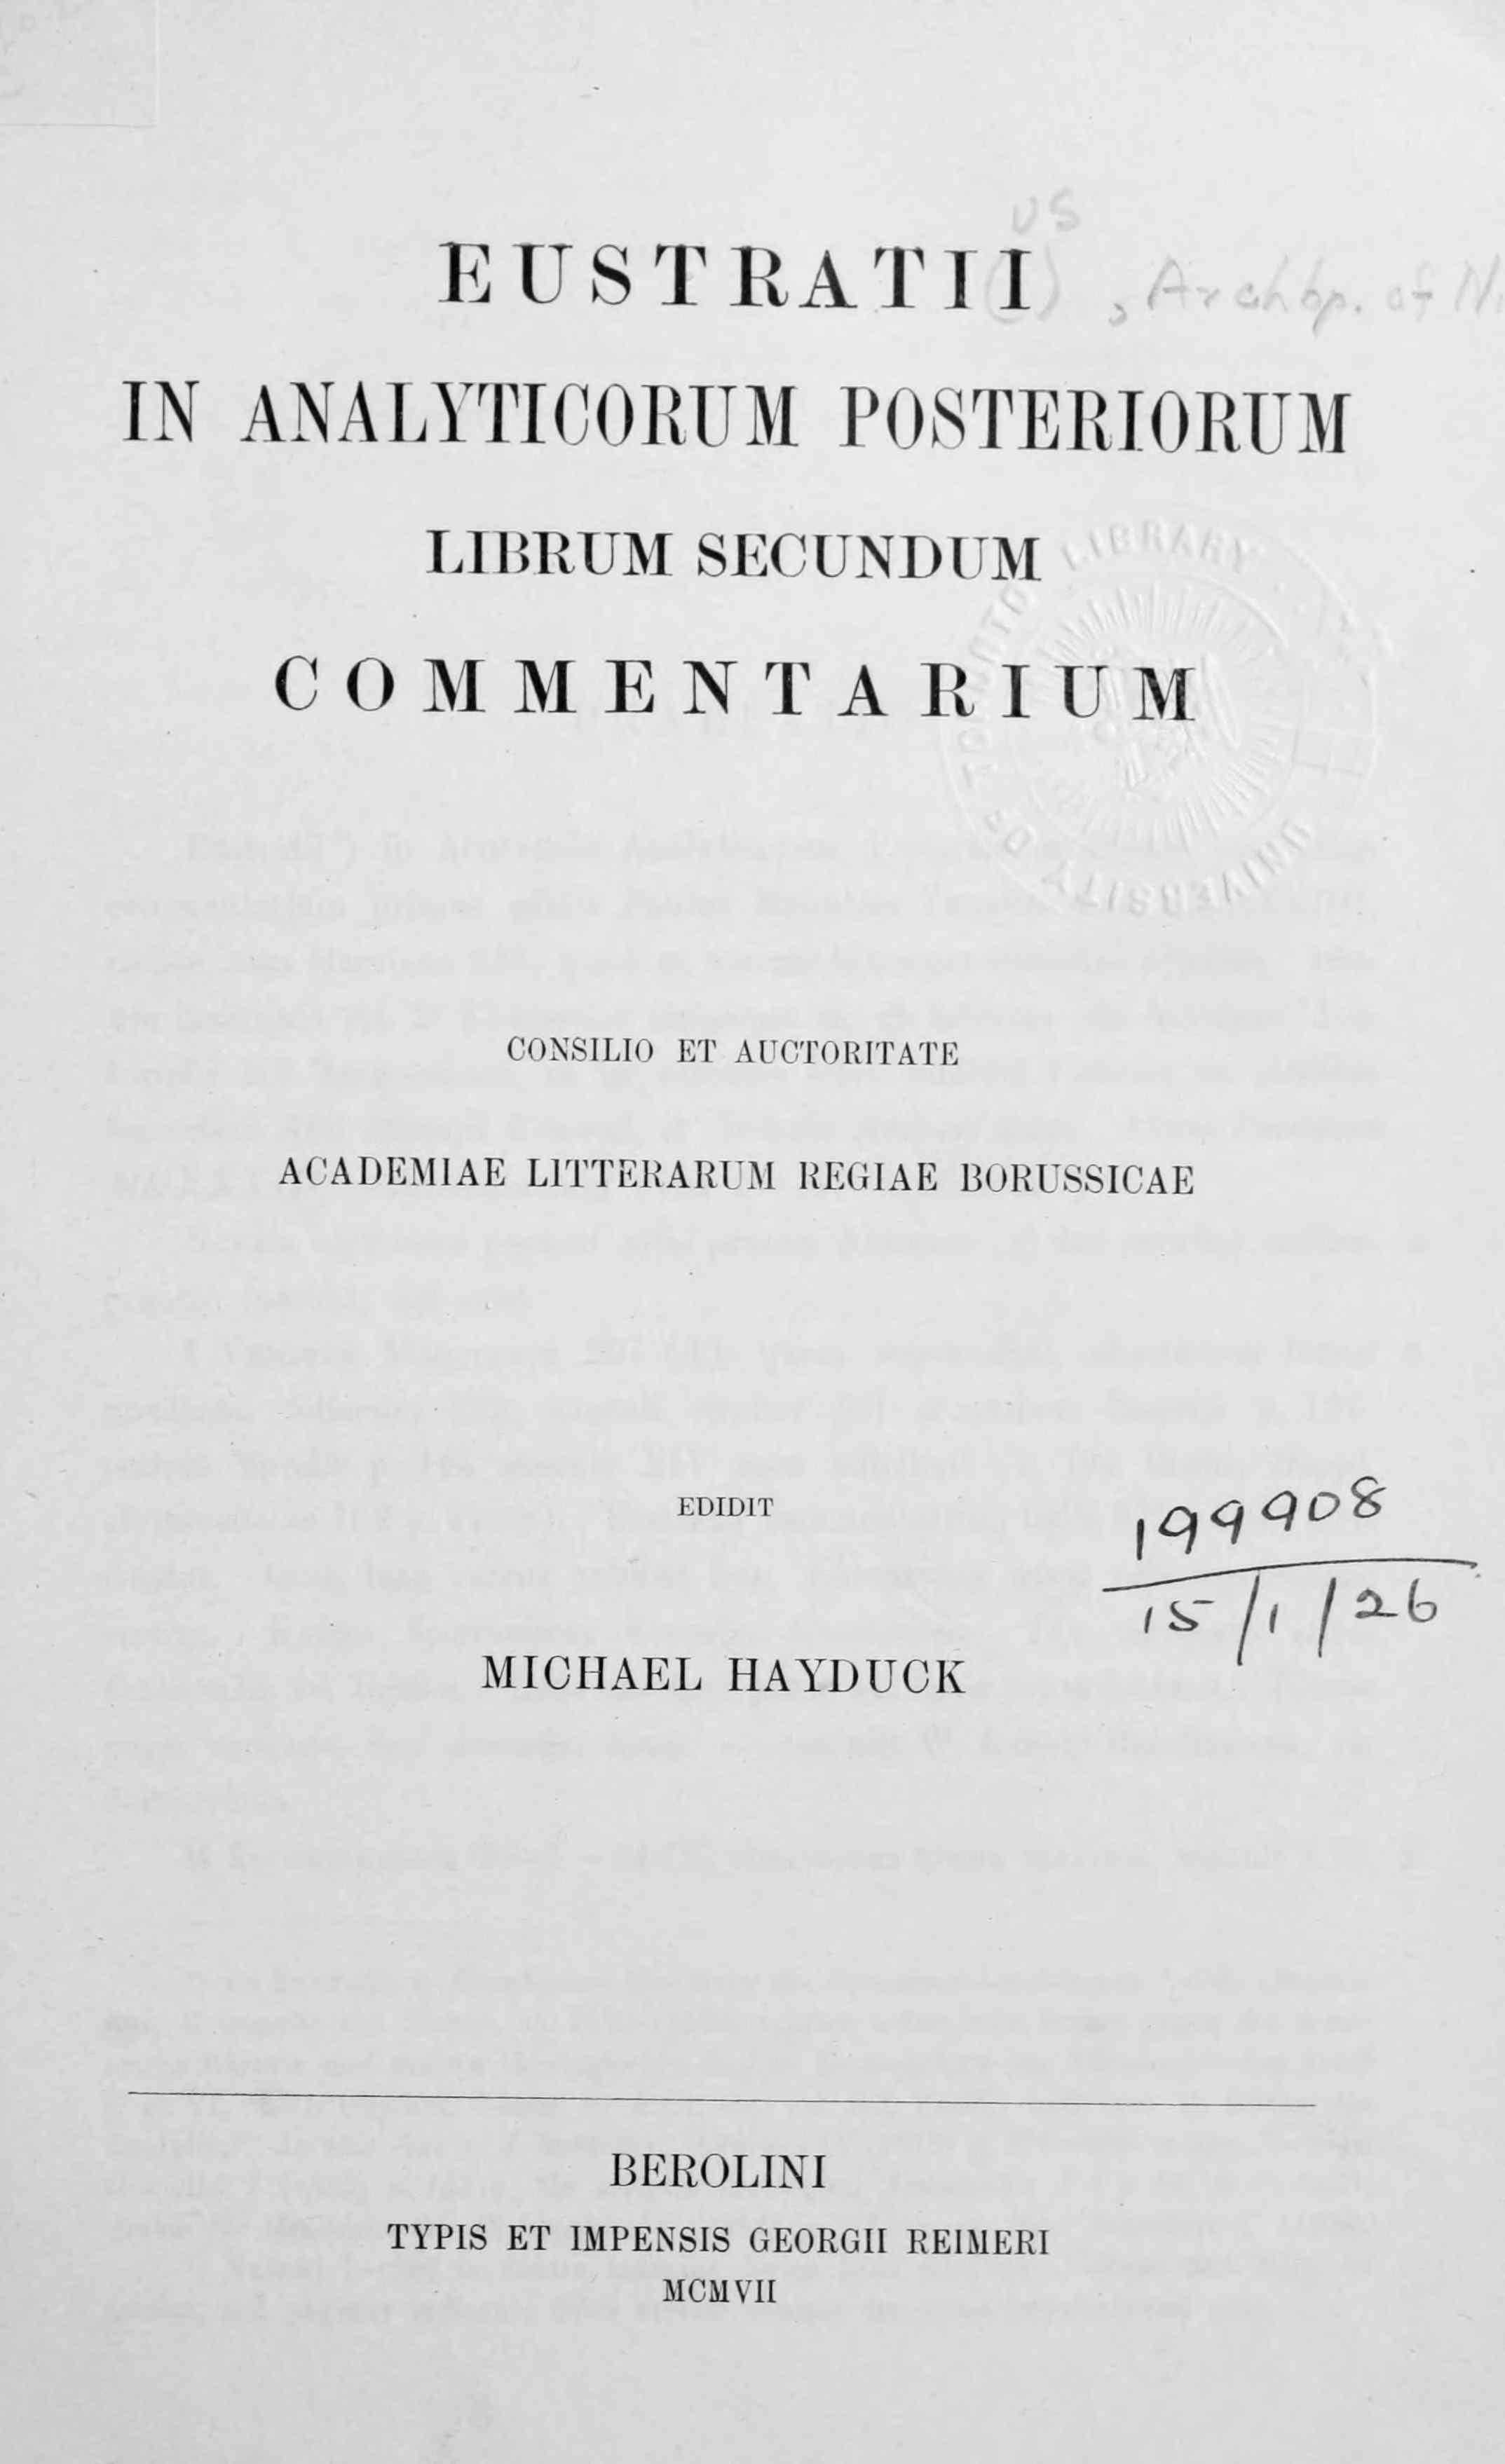 US
EUSTRATII(), Archbp. of
IN ANALYTICORUM POSTERIORUM
LIBRUM SECUNDUM
COMMENTARIUM
LIBRARY
UNIVERSITY OF TORONTO
CONSILIO ET AUCTORITATE
ACADEMIAE LITTERARUM REGIAE BORUSSICAE
EDIDIT
199908
15/1/26
MICHAEL HAYDUCK
BEROLINI
TYPIS ET IMPENSIS GEORGII REIMERI
MCMVII